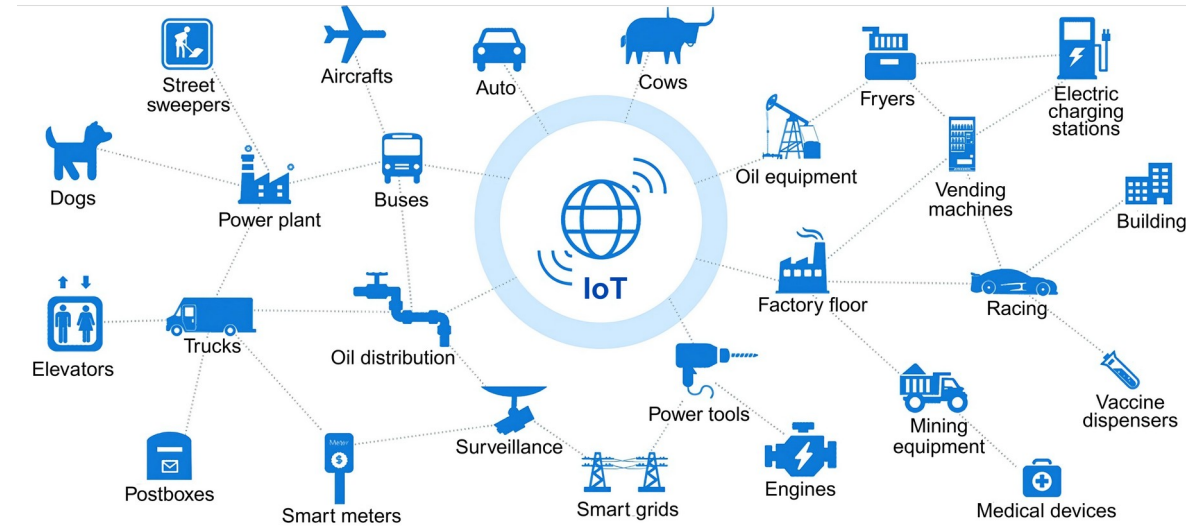 Street
sweepers
Aircrafts
Auto
Cows
Fryers
Electric
charging
stations
Dogs
Power plant
Buses
Oil equipment
Vending
machines
Building
IoT
Elevators
Trucks
Oil distribution
Factory floor
Racing
Power tools
Vaccine
dispensers
Mining
equipment
Surveillance
Postboxes
Meter
$
Smart meters
Smart grids
Engines
Medical devices